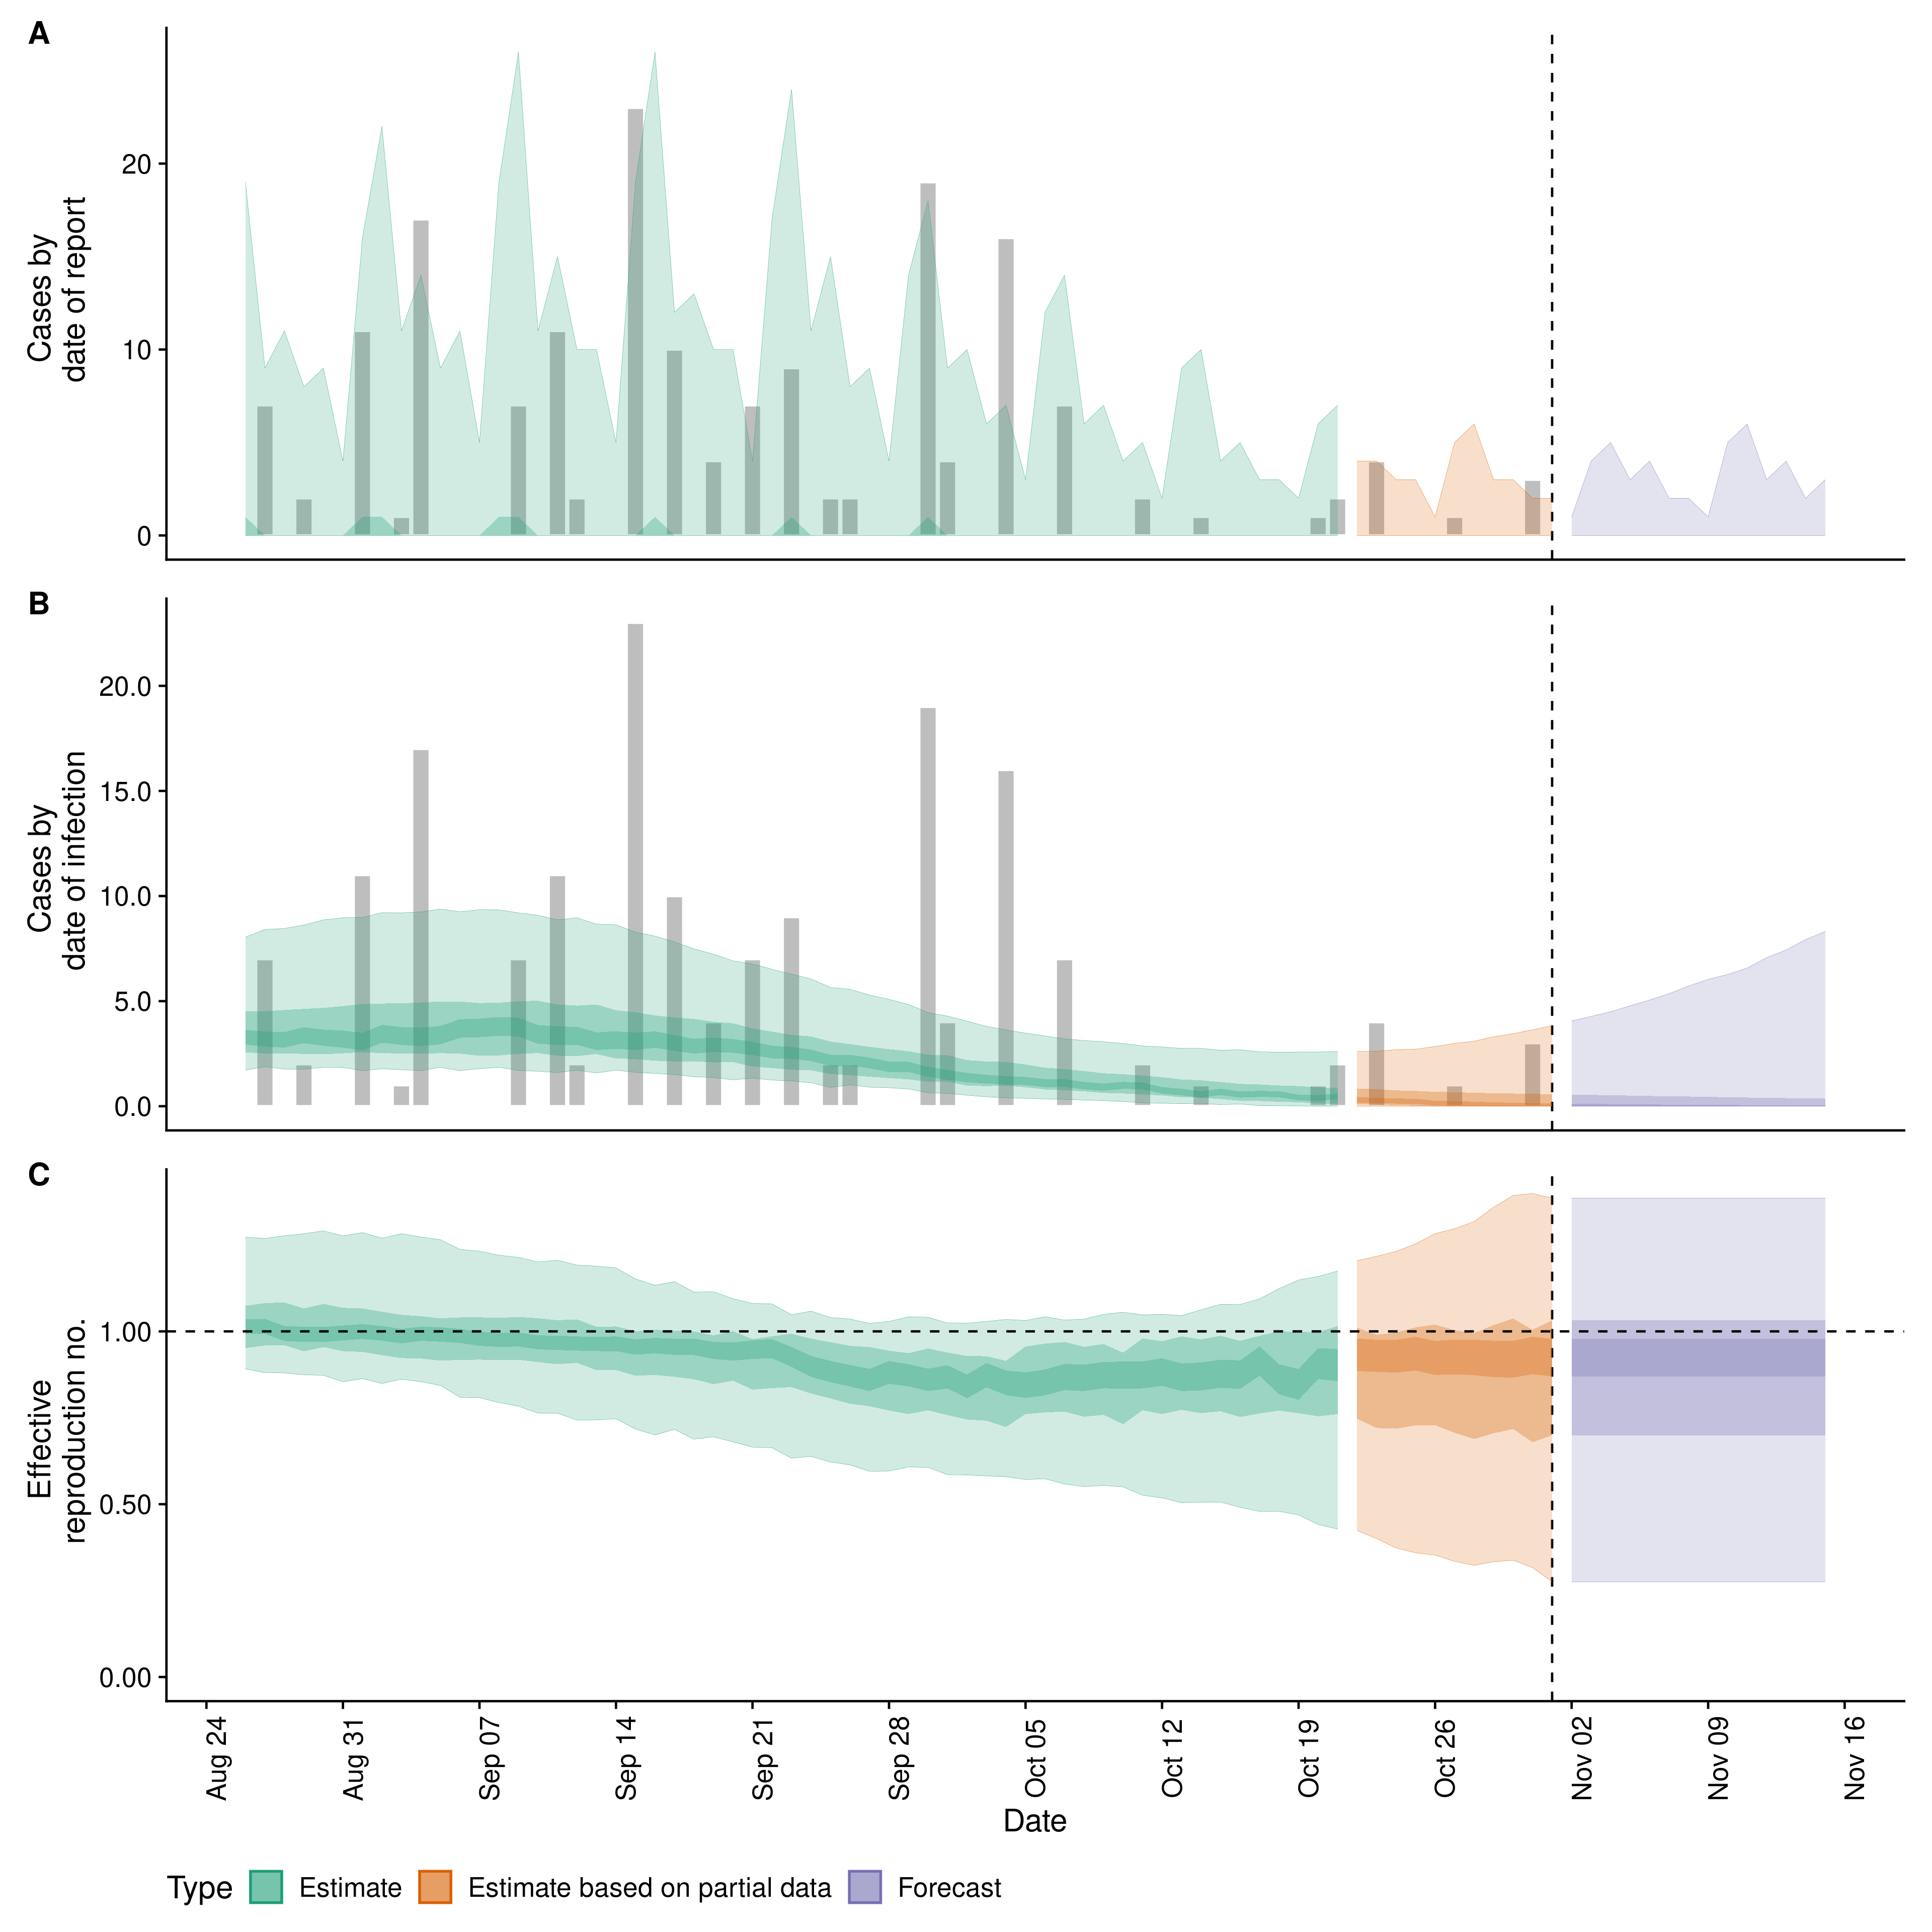 A
Cases by
date of report
20
10
0
B
Cases by
date of infection
20.0
15.0
10.0
5.0
0.0
C
Effective
reproduction no.
1.00
0.50
0.00
Aug 24
Aug 31
Sep 07
Sep 14
Sep 21
Sep 28
Oct 05
Oct 12
Oct 19
Oct 26
Nov 02
Nov 09
Nov 16
Date
Type Estimate Estimate based on partial data Forecast